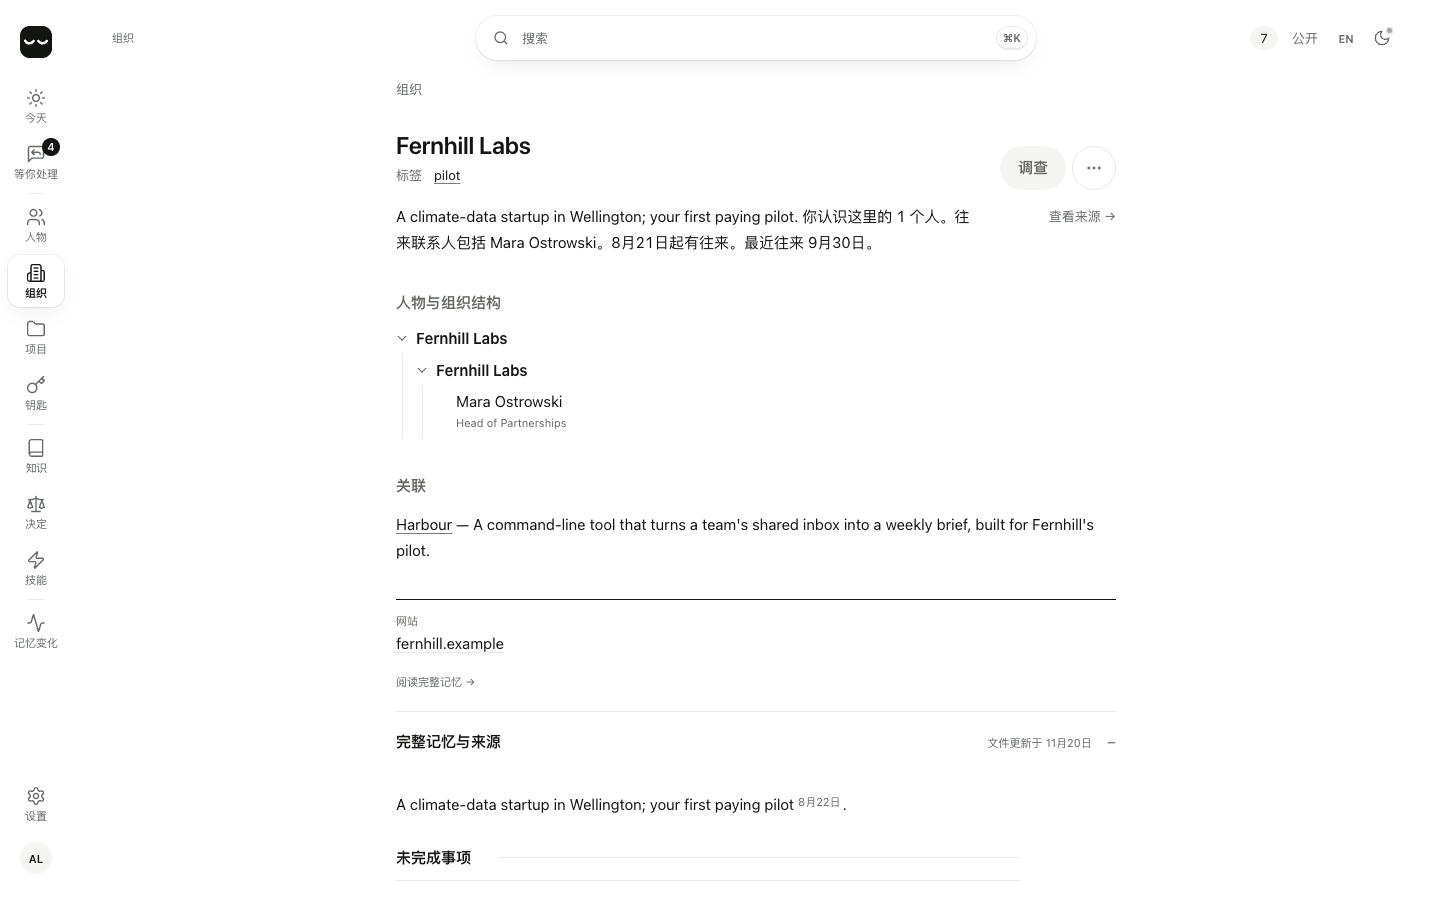 组织
搜索
⌘K
7
公开
EN
今天
4
等你处理
人物
组织
项目
钥匙
知识
决定
技能
记忆变化
设置
AL
组织
Fernhill Labs
标签 pilot
调查
A climate-data startup in Wellington; your first paying pilot. 你认识这里的 1 个人。往
来联系人包括 Mara Ostrowski。8月21日起有往来。最近往来 9月30日。
查看来源 →
人物与组织结构
Fernhill Labs
Fernhill Labs
Mara Ostrowski
Head of Partnerships
关联
Harbour — A command-line tool that turns a team's shared inbox into a weekly brief, built for Fernhill's
pilot.
网站
fernhill.example
阅读完整记忆 →
完整记忆与来源
文件更新于 11月20日 −
A climate-data startup in Wellington; your first paying pilot 8月22日 .
未完成事项